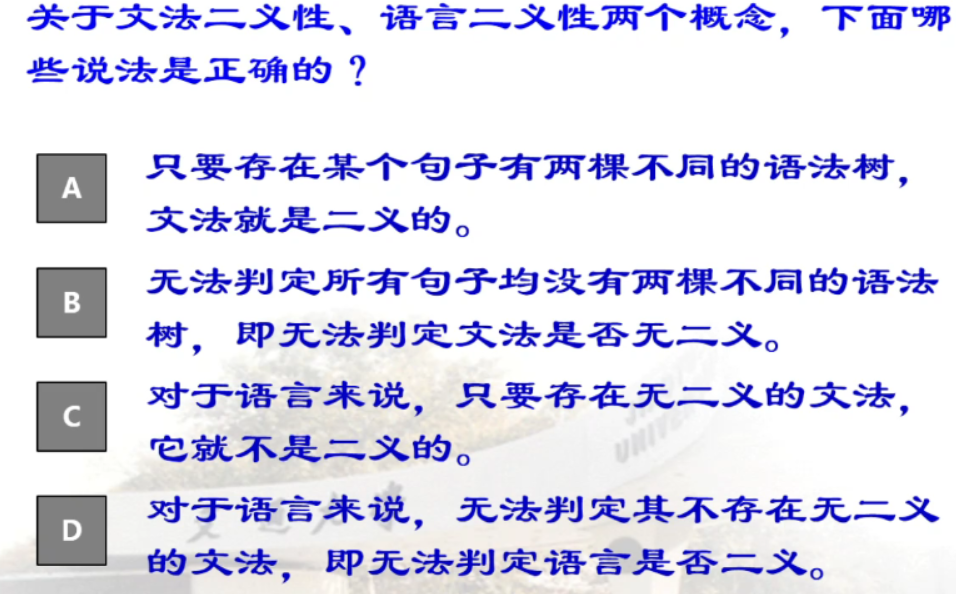 关于文法二义性、语言二义性两个概念，下面哪
些说法是正确的？
A
只要存在某个句子有两棵不同的语法树，
文法就是二义的。
B
无法判定所有句子均没有两棵不同的语法
树，即无法判定文法是否无二义。
C
对于语言来说，只要存在无二义的文法，
它就不是二义的。
D
对于语言来说，无法判定其不存在无二义
的文法，即无法判定语言是否二义。